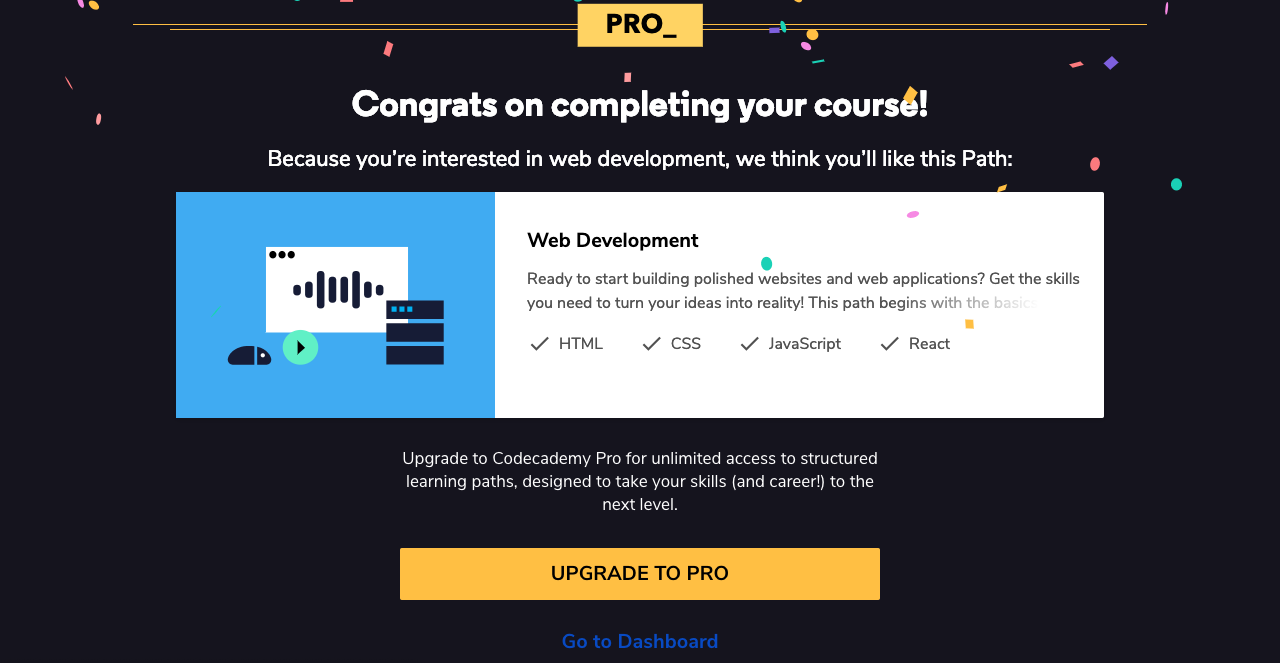 PRO_
Congrats on completing your course!
Because you're interested in web development, we think you'll like this Path:
Web Development
Ready to start building polished websites and web applications? Get the skills
you need to turn your ideas into reality! This path begins with the basics
HTML
CSS
JavaScript
React
Upgrade to Codecademy Pro for unlimited access to structured
learning paths, designed to take your skills (and career!) to the
next level.
UPGRADE TO PRO
Go to Dashboard